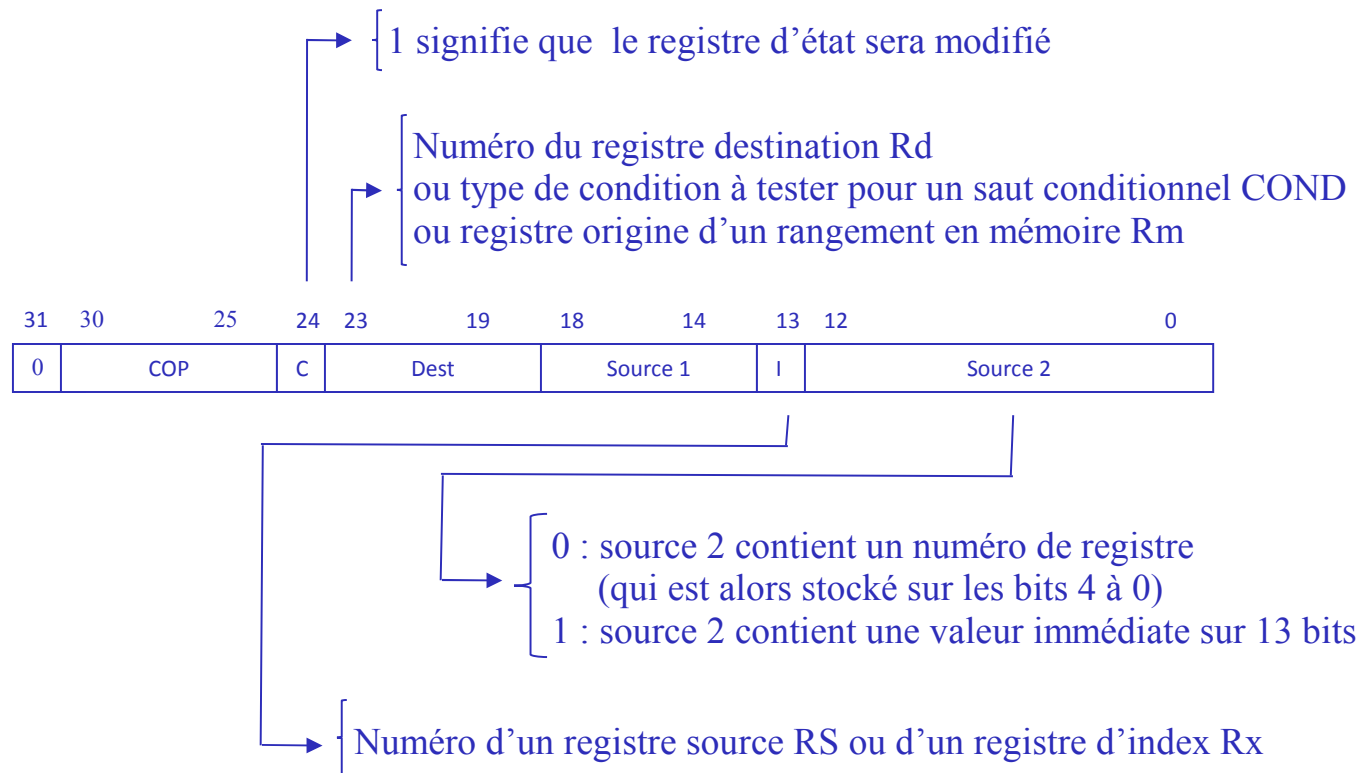 1 signifie que le registre d’état sera modifié
Numéro du registre destination Rd
ou type de condition à tester pour un saut conditionnel COND
ou registre origine d’un rangement en mémoire Rm
31 30 25 24 23 19 18 14 13 12 0
0 COP C Dest Source 1 I Source 2
0 : source 2 contient un numéro de registre
(qui est alors stocké sur les bits 4 à 0)
1 : source 2 contient une valeur immédiate sur 13 bits
Numéro d’un registre source RS ou d’un registre d’index Rx